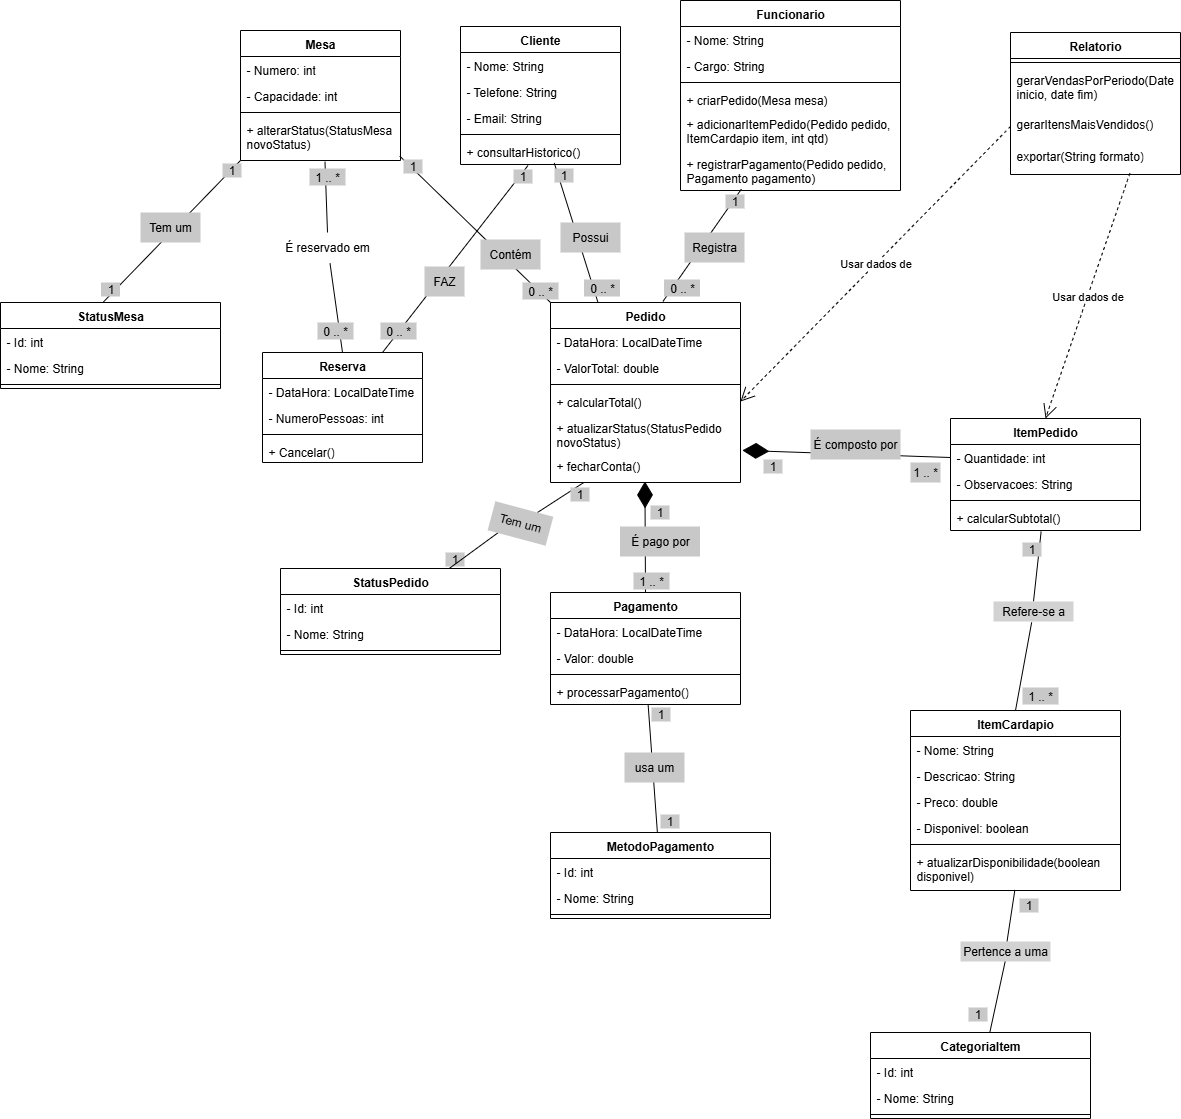 Mesa
- Numero: int
- Capacidade: int
+ alterarStatus(StatusMesa
novoStatus)
Cliente
- Nome: String
- Telefone: String
- Email: String
+ consultarHistorico()
Funcionario
- Nome: String
- Cargo: String
+ criarPedido(Mesa mesa)
+ adicionarItemPedido(Pedido pedido,
ItemCardapio item, int qtd)
+ registrarPagamento(Pedido pedido,
Pagamento pagamento)
Relatorio
gerarVendasPorPeriodo(Date
inicio, date fim)
gerarItensMaisVendidos()
exportar(String formato)
1
Tem um
1
1 .. *
É reservado em
0 .. *
1
FAZ
0 .. *
1
Contém
0 .. *
1
Possui
0 .. *
1
Registra
0 .. *
Usar dados de
Usar dados de
StatusMesa
- Id: int
- Nome: String
Reserva
- DataHora: LocalDateTime
- NumeroPessoas: int
+ Cancelar()
Pedido
- DataHora: LocalDateTime
- ValorTotal: double
+ calcularTotal()
+ atualizarStatus(StatusPedido
novoStatus)
+ fecharConta()
1
É composto por
1 .. *
ItemPedido
- Quantidade: int
- Observacoes: String
+ calcularSubtotal()
1
Tem um
1
1
É pago por
1 .. *
StatusPedido
- Id: int
- Nome: String
Pagamento
- DataHora: LocalDateTime
- Valor: double
+ processarPagamento()
1
Refere-se a
1 .. *
1
usa um
1
ItemCardapio
- Nome: String
- Descricao: String
- Preco: double
- Disponivel: boolean
+ atualizarDisponibilidade(boolean
disponivel)
MetodoPagamento
- Id: int
- Nome: String
1
Pertence a uma
1
CategoriaItem
- Id: int
- Nome: String